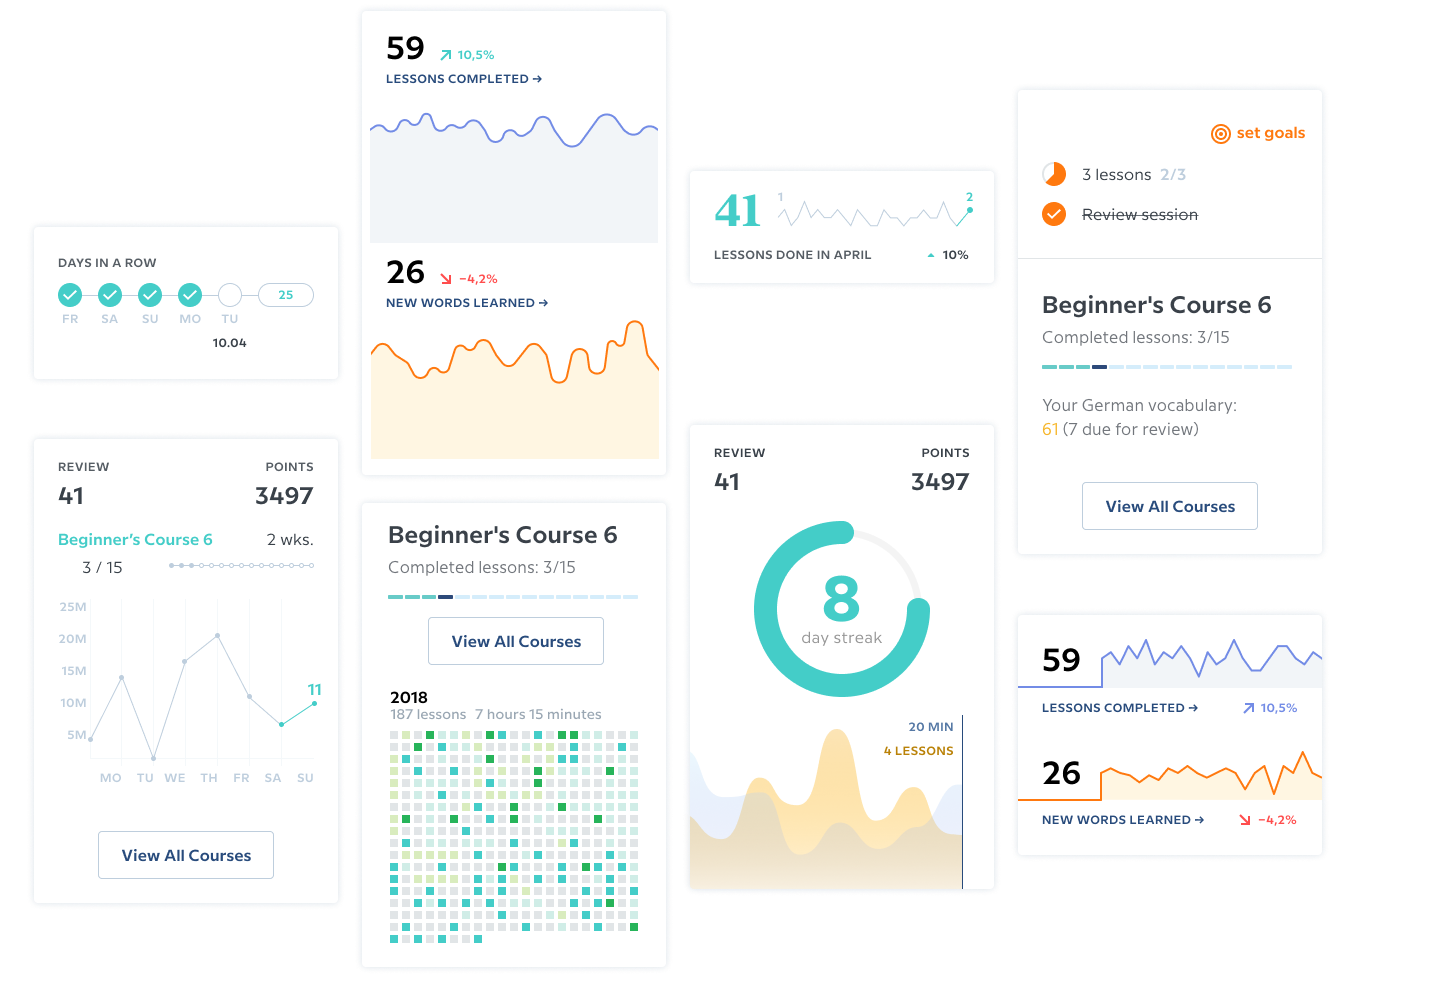 DAYS IN A ROW
25
FR SA SU MO TU
10.04
REVIEW POINTS
41 3497
Beginner’s Course 6 2 wks.
3 / 15
25M
20M
15M
10M
5M
11
MO TU WE TH FR SA SU
View All Courses
59 10,5%
LESSONS COMPLETED →
26 −4,2%
NEW WORDS LEARNED →
Beginner's Course 6
Completed lessons: 3/15
View All Courses
2018
187 lessons 7 hours 15 minutes
41 1 2
LESSONS DONE IN APRIL 10%
REVIEW POINTS
41 3497
8
day streak
20 MIN
4 LESSONS
set goals
3 lessons 2/3
Review session
Beginner's Course 6
Completed lessons: 3/15
Your German vocabulary:
61 (7 due for review)
View All Courses
59
LESSONS COMPLETED → 10,5%
26
NEW WORDS LEARNED → −4,2%